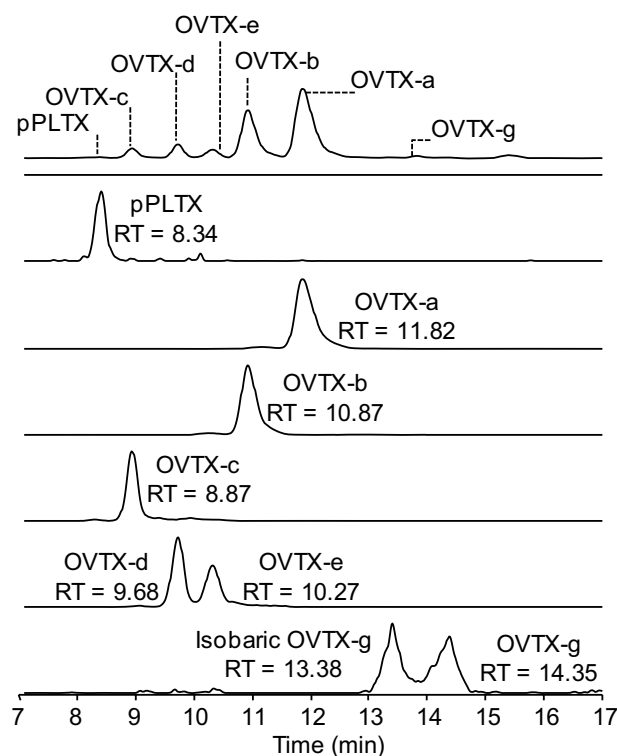 OVTX-e
OVTX-d
OVTX-b
OVTX-a
OVTX-c
pPLTX
OVTX-g
pPLTX
RT = 8.34
OVTX-a
RT = 11.82
OVTX-b
RT = 10.87
OVTX-c
RT = 8.87
OVTX-d
RT = 9.68
OVTX-e
RT = 10.27
Isobaric OVTX-g
RT = 13.38
OVTX-g
RT = 14.35
7 8 9 10 11 12 13 14 15 16 17
Time (min)